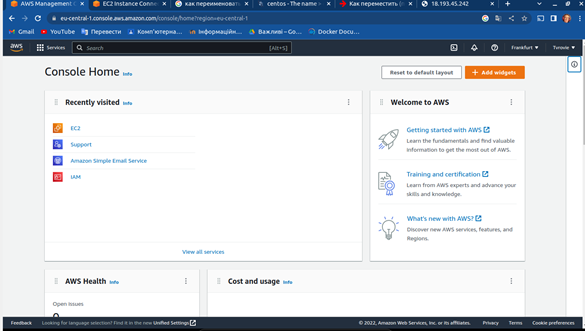 AWS Management
EC2 Instance Connec
как переименовать
centos - The name
Как переместить (
18.193.45.242
eu-central-1.console.aws.amazon.com/console/home?region=eu-central-1
Gmail
YouTube
Перевести
Комп'ютерна...
Інформаційн...
Важливі – Go...
Docker Docu...
aws
Services
Search
[Alt+S]
Frankfurt
Console Home
Info
Reset to default layout
+ Add widgets
Recently visited
Info
EC2
Support
Amazon Simple Email Service
IAM
View all services
Welcome to AWS
Getting started with AWS
Learn the fundamentals and find valuable
information to get the most out of AWS.
Training and certification
Learn from AWS experts and advance your
skills and knowledge.
What's new with AWS?
Discover new AWS services, features, and
Regions.
AWS Health
Info
Open issues
0
Cost and usage
Info
Feedback
Looking for language selection? Find it in the new Unified Settings
© 2022, Amazon Web Services, Inc. or its affiliates.
Privacy
Terms
Cookie preferences